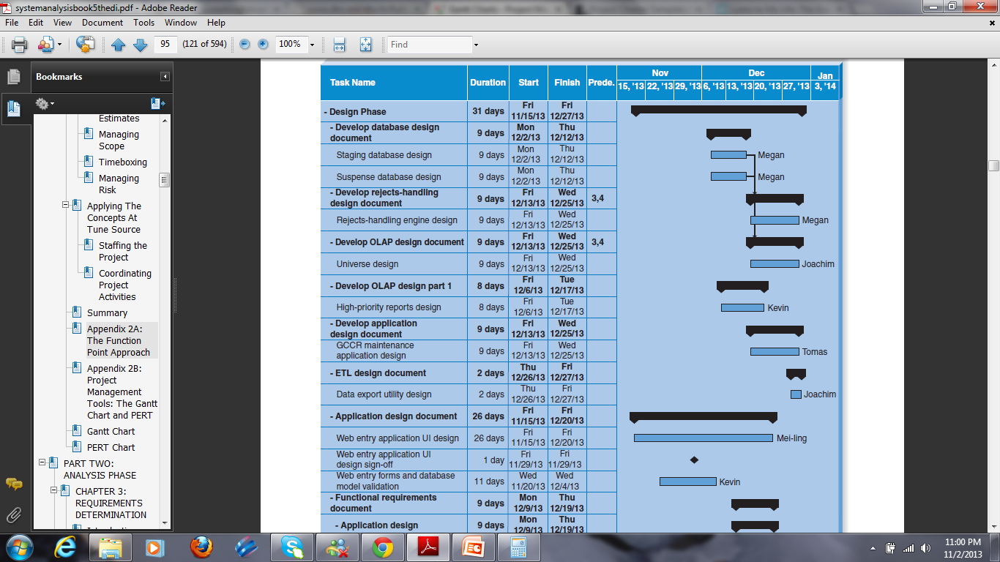 systemanalysisbook5thedi.pdf - Adobe Reader
File Edit View Document Tools Window Help
95 (121 of 594) 100% Find
Bookmarks
Estimates
Managing
Scope
Timeboxing
Managing
Risk
Applying The
Concepts At
Tune Source
Staffing the
Project
Coordinating
Project
Activities
Summary
Appendix 2A:
The Function
Point Approach
Appendix 2B:
Project
Management
Tools: The Gantt
Chart and PERT
Gantt Chart
PERT Chart
PART TWO:
ANALYSIS PHASE
CHAPTER 3:
REQUIREMENTS
DETERMINATION
Nov Dec Jan
Task Name Duration Start Finish Prede.
15, '13 22, '13 29, '13 6, '13 13, '13 20, '13 27, '13 3, '14
- Design Phase 31 days Fri 11/15/13 Fri 12/27/13
- Develop database design
document 9 days Mon 12/2/13 Thu 12/12/13
Staging database design 9 days Mon 12/2/13 Thu 12/12/13 Megan
Suspense database design 9 days Mon 12/2/13 Thu 12/12/13 Megan
- Develop rejects-handling
design document 9 days Fri 12/13/13 Wed 12/25/13 3,4
Rejects-handling engine design 9 days Fri 12/13/13 Wed 12/25/13 Megan
- Develop OLAP design document 9 days Fri 12/13/13 Wed 12/25/13 3,4
Universe design 9 days Fri 12/13/13 Wed 12/25/13 Joachim
- Develop OLAP design part 1 8 days Fri 12/6/13 Tue 12/17/13
High-priority reports design 8 days Fri 12/6/13 Tue 12/17/13 Kevin
- Develop application
design document 9 days Fri 12/13/13 Wed 12/25/13
GCCR maintenance
application design 9 days Fri 12/13/13 Wed 12/25/13 Tomas
- ETL design document 2 days Thu 12/26/13 Fri 12/27/13
Data export utility design 2 days Thu 12/26/13 Fri 12/27/13 Joachim
- Application design document 26 days Fri 11/15/13 Fri 12/20/13
Web entry application UI design 26 days Fri 11/15/13 Fri 12/20/13 Mei-ling
Web entry application UI
design sign-off 1 day Fri 11/29/13 Fri 11/29/13
Web entry forms and database
model validation 11 days Wed 11/20/13 Wed 12/4/13 Kevin
- Functional requirements
document 9 days Mon 12/9/13 Thu 12/19/13
- Application design 9 days Mon 12/9/13 Thu 12/19/13
11:00 PM
11/2/2013